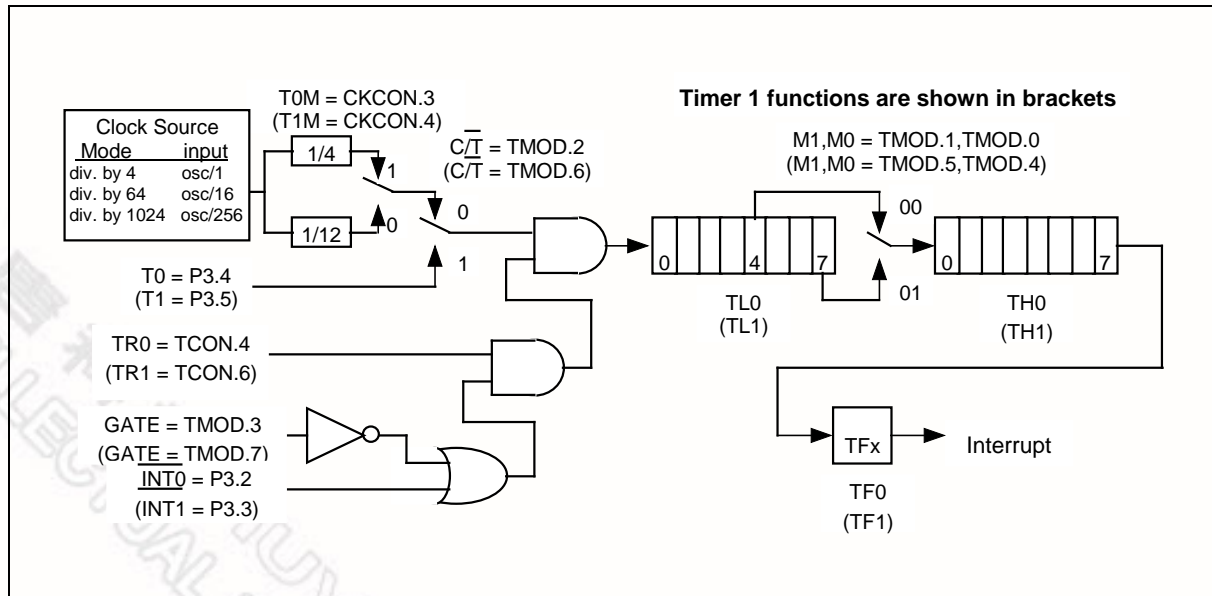 T0M = CKCON.3
(T1M = CKCON.4)
Timer 1 functions are shown in brackets
Clock Source
Mode input
div. by 4 osc/1
div. by 64 osc/16
div. by 1024 osc/256
1/4
1/12
1
0
C/T = TMOD.2
(C/T = TMOD.6)
0
1
M1,M0 = TMOD.1,TMOD.0
(M1,M0 = TMOD.5,TMOD.4)
00
01
0 4 7
0 7
TL0
(TL1)
TH0
(TH1)
T0 = P3.4
(T1 = P3.5)
TR0 = TCON.4
(TR1 = TCON.6)
GATE = TMOD.3
(GATE = TMOD.7)
INT0 = P3.2
(INT1 = P3.3)
TFx
Interrupt
TF0
(TF1)